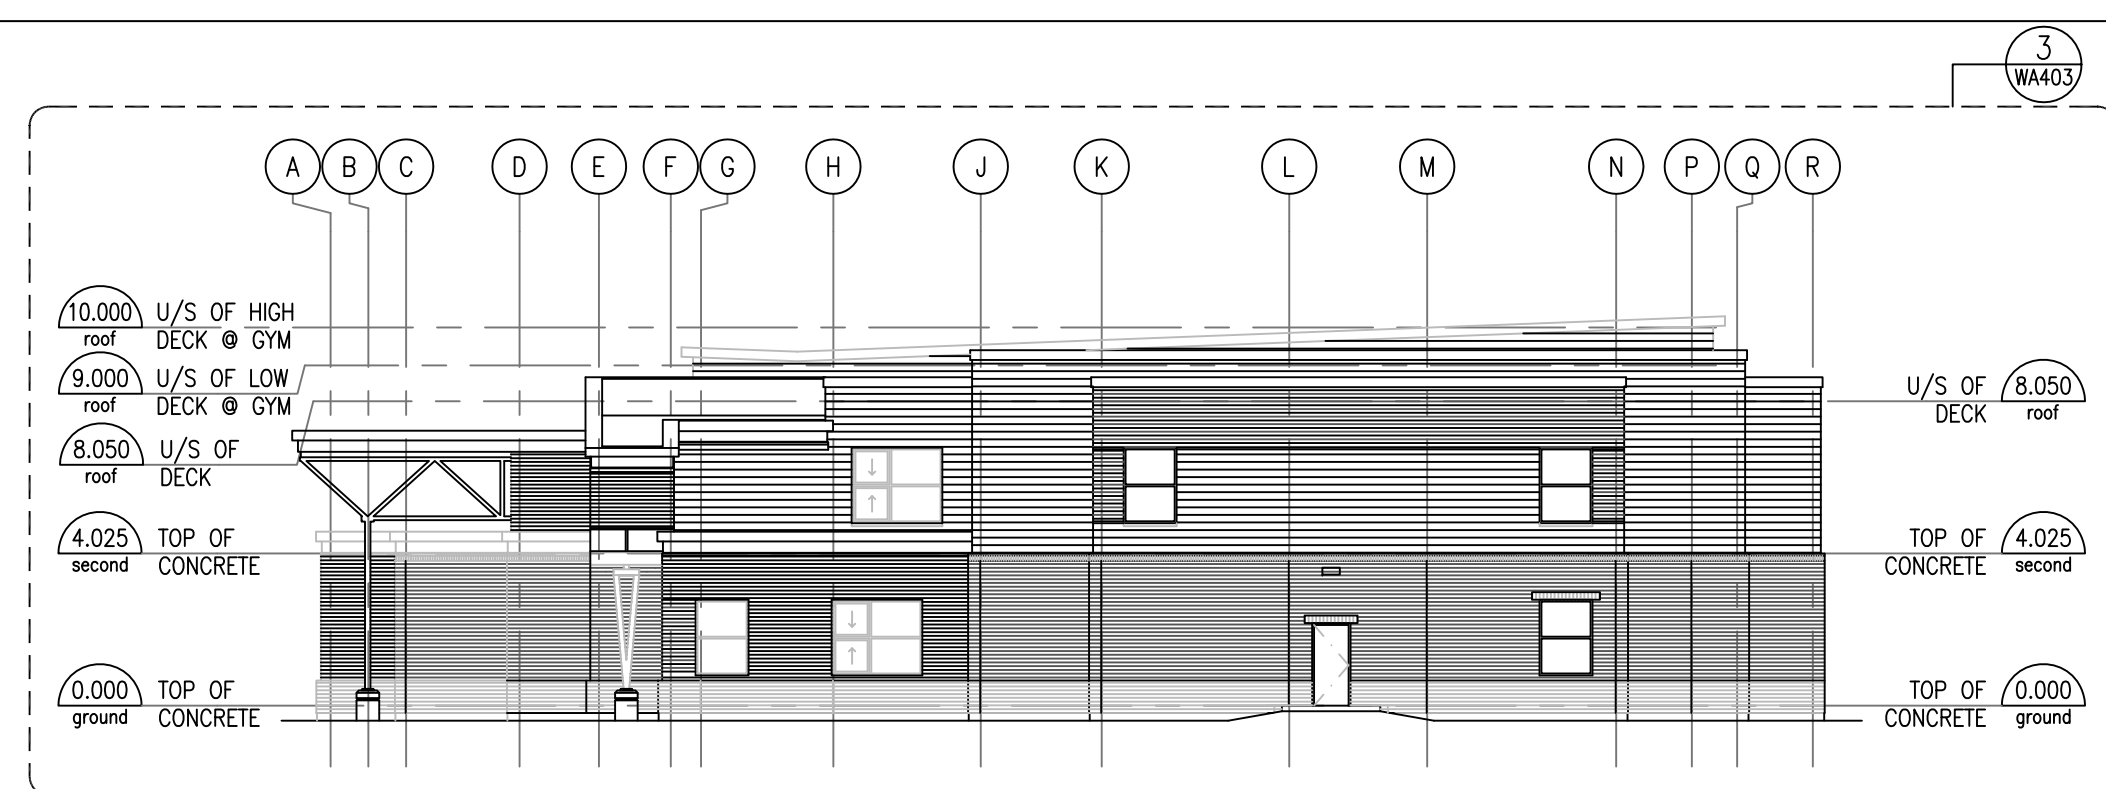 3
WA403
A B C D E F G H J K L M N P Q R
10.000 U/S OF HIGH
roof DECK @ GYM
9.000 U/S OF LOW
roof DECK @ GYM
8.050 U/S OF
roof DECK
4.025 TOP OF
second CONCRETE
0.000 TOP OF
ground CONCRETE
U/S OF 8.050
DECK roof
TOP OF 4.025
CONCRETE second
TOP OF 0.000
CONCRETE ground